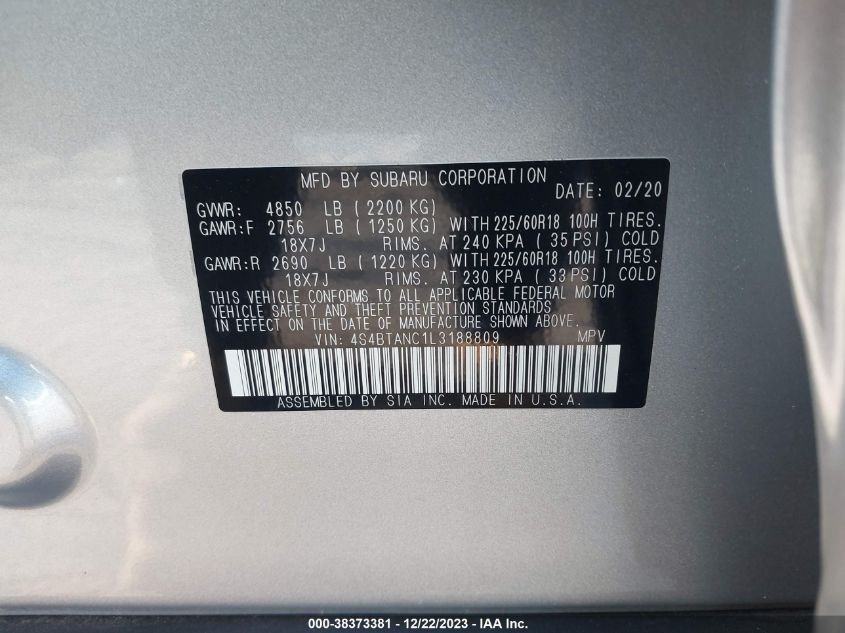 MFD BY SUBARU CORPORATION
DATE: 02/20
GVWR: 4850 LB ( 2200 KG)
GAWR:F 2756 LB ( 1250 KG) WITH 225/60R18 100H TIRES.
18X7J RIMS. AT 240 KPA ( 35 PSI) COLD
GAWR:R 2690 LB ( 1220 KG) WITH 225/60R18 100H TIRES.
18X7J RIMS. AT 230 KPA ( 33 PSI) COLD
THIS VEHICLE CONFORMS TO ALL APPLICABLE FEDERAL MOTOR
VEHICLE SAFETY AND THEFT PREVENTION STANDARDS
IN EFFECT ON THE DATE OF MANUFACTURE SHOWN ABOVE.
VIN: 4S4BTANC1L3188809 MPV
ASSEMBLED BY SIA INC. MADE IN U.S.A.
000-38373381 - 12/22/2023 - IAA Inc.